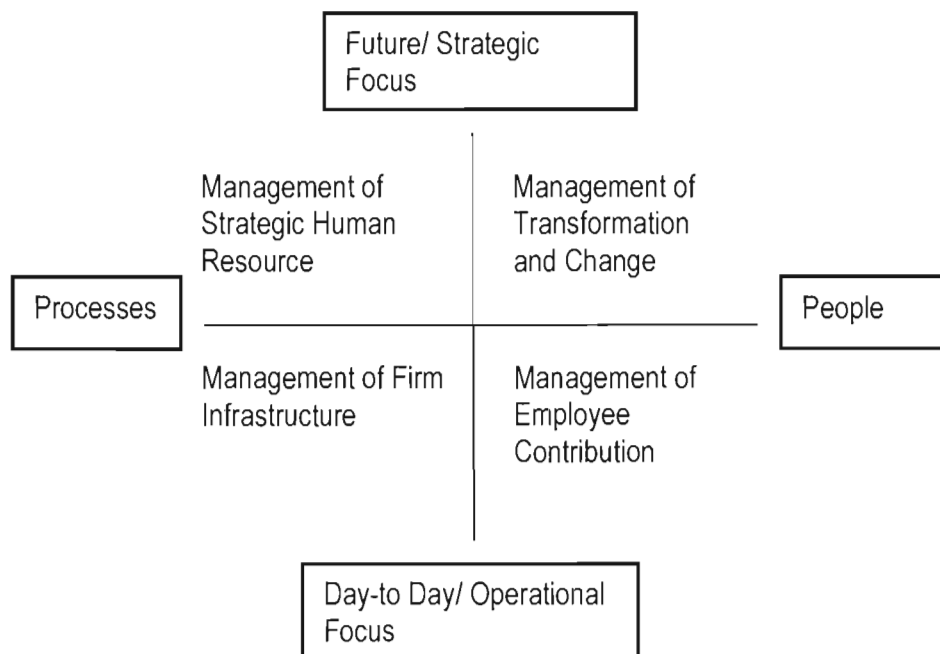 Future/ Strategic
Focus
Management of
Strategic Human
Resource
Management of
Transformation
and Change
Processes
People
Management of Firm
Infrastructure
Management of
Employee
Contribution
Day-to Day/ Operational
Focus